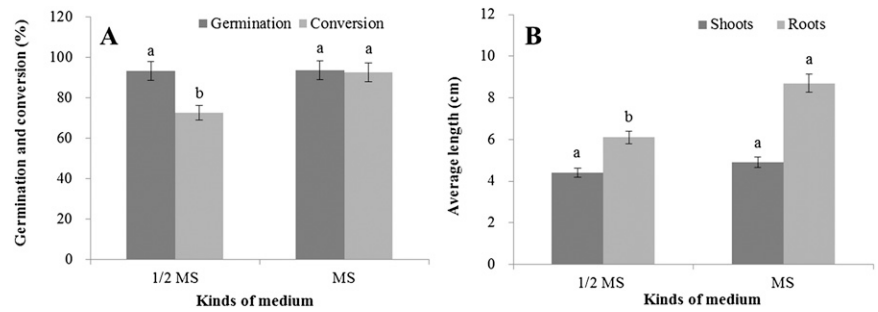 A
Germination Conversion
Germination and conversion (%)
120
100
80
60
40
20
0
a
b
a
a
1/2 MS
MS
Kinds of medium
B
Shoots Roots
Average length (cm)
12
10
8
6
4
2
0
a
b
a
a
1/2 MS
MS
Kinds of medium